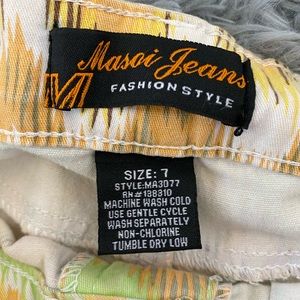 Masoi Jeans
M
FASHION STYLE
SIZE: 7
STYLE:MA3077
RN#138310
MACHINE WASH COLD
USE GENTLE CYCLE
WASH SEPARATELY
NON-CHLORINE
TUMBLE DRY LOW